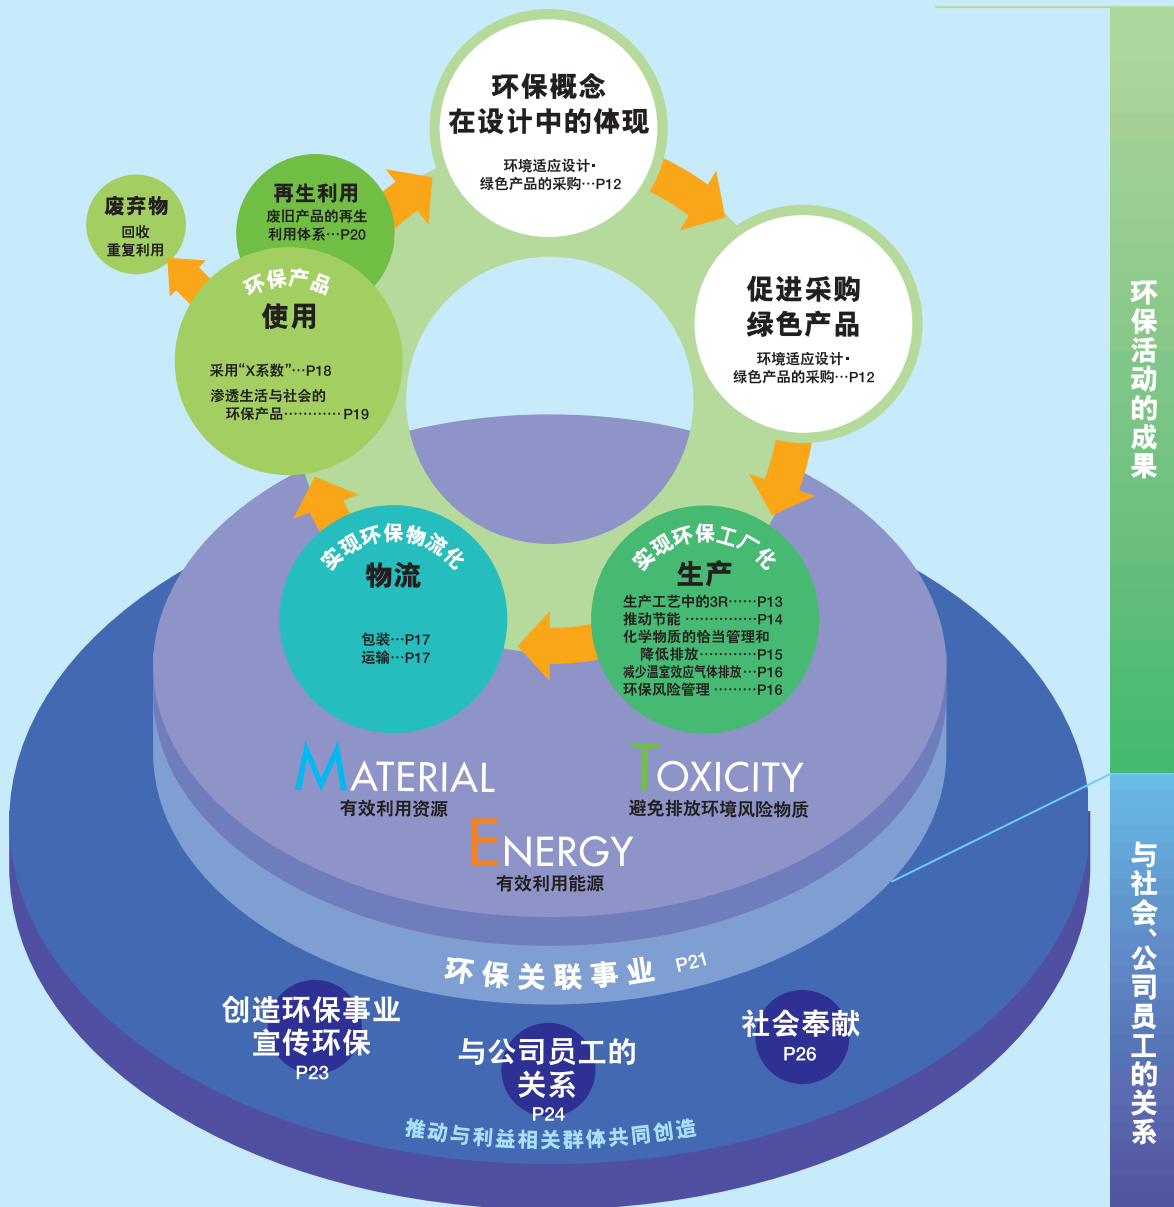 环保概念
在设计中的体现
环境适应设计·
绿色产品的采购…P12
再生利用
废旧产品的再生
利用体系…P20
废弃物
回收
重复利用
环保产品
使用
采用“X系数”…P18
渗透生活与社会的
环保产品…………P19
促进采购
绿色产品
环境适应设计·
绿色产品的采购…P12
实现环保物流化
物流
包装…P17
运输…P17
实现环保工厂化
生产
生产工艺中的3R……P13
推动节能 ……………P14
化学物质的恰当管理和
降低排放…………P15
减少温室效应气体排放…P16
环保风险管理 ………P16
MATERIAL
有效利用资源
TOXICITY
避免排放环境风险物质
ENERGY
有效利用能源
环保关联事业 P21
创造环保事业
宣传环保
P23
与公司员工的
关系
P24
社会奉献
P26
推动与利益相关群体共同创造
环保活动的成果
与社会、公司员工的关系